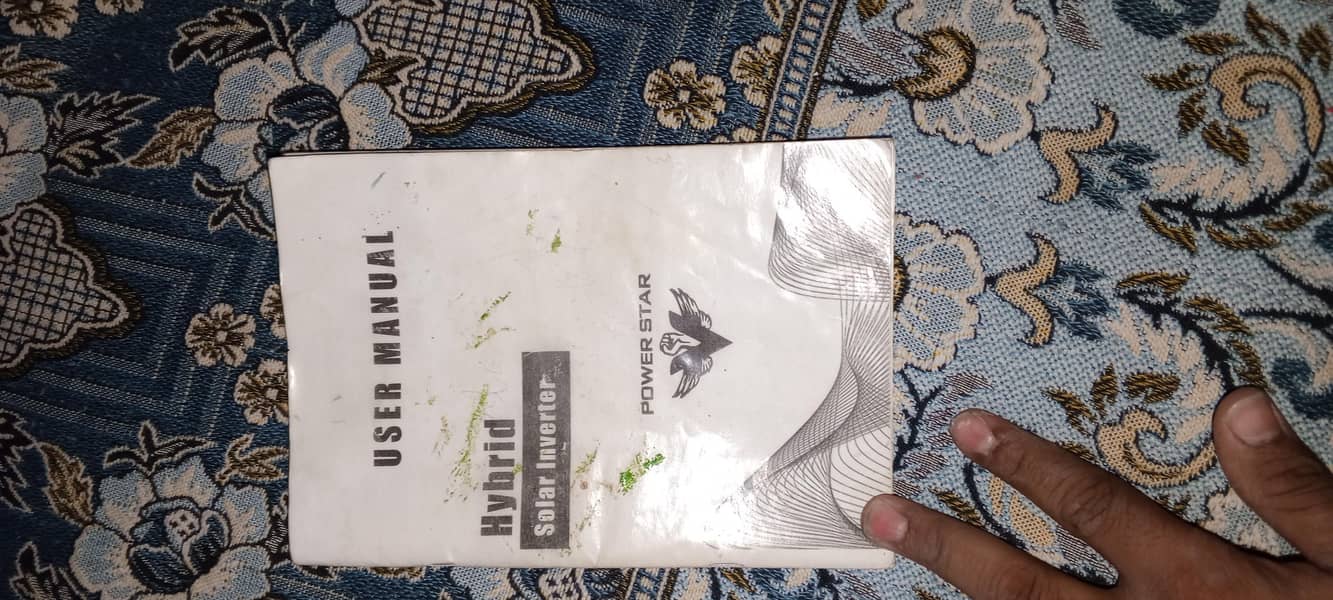 USER MANUAL
Hybrid
Solar Inverter
POWER STAR